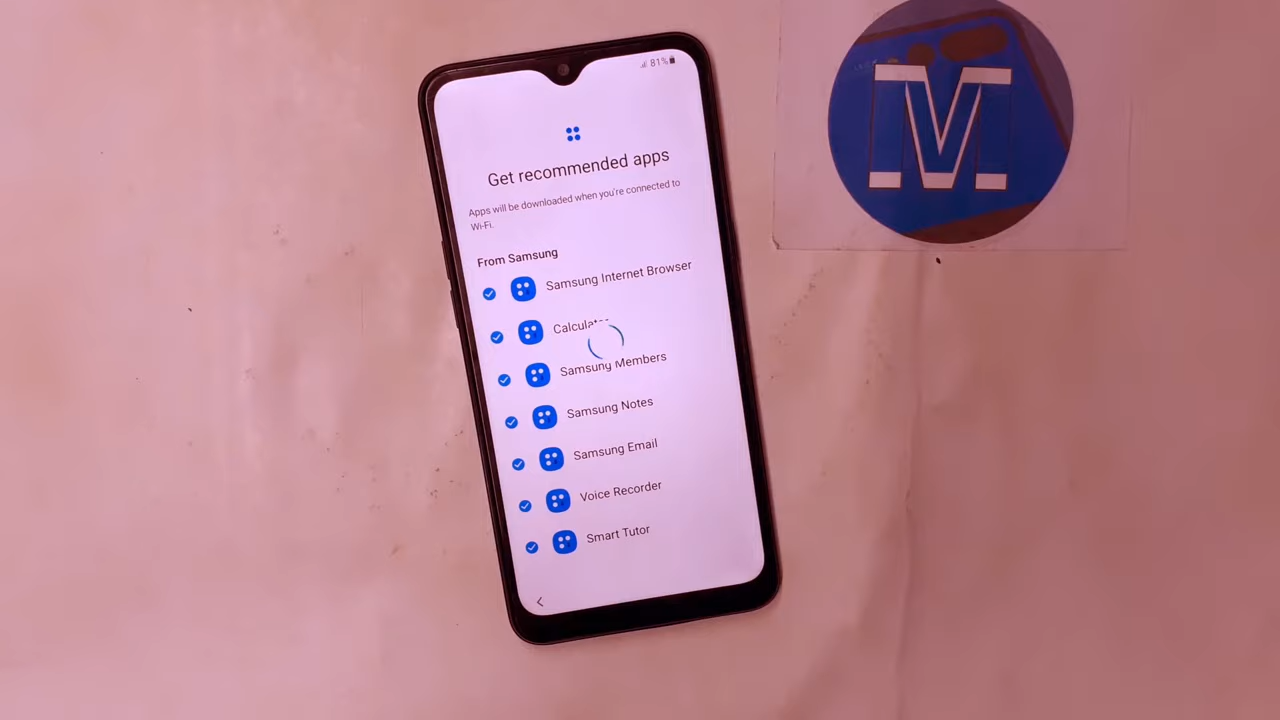 81%
Get recommended apps
Apps will be downloaded when you're connected to
Wi-Fi.
From Samsung
Samsung Internet Browser
Calculator
Samsung Members
Samsung Notes
Samsung Email
Voice Recorder
Smart Tutor
M